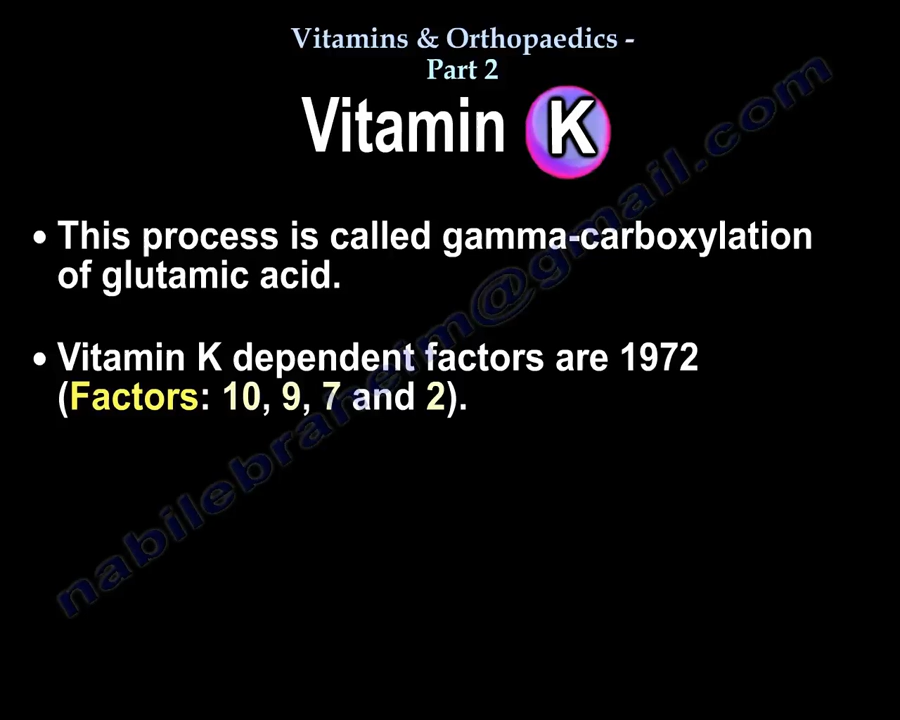 Vitamins & Orthopaedics -
Part 2
Vitamin K
• This process is called gamma-carboxylation
of glutamic acid.
• Vitamin K dependent factors are 1972
(Factors: 10, 9, 7 and 2).
nabilebraheim@gmail.com